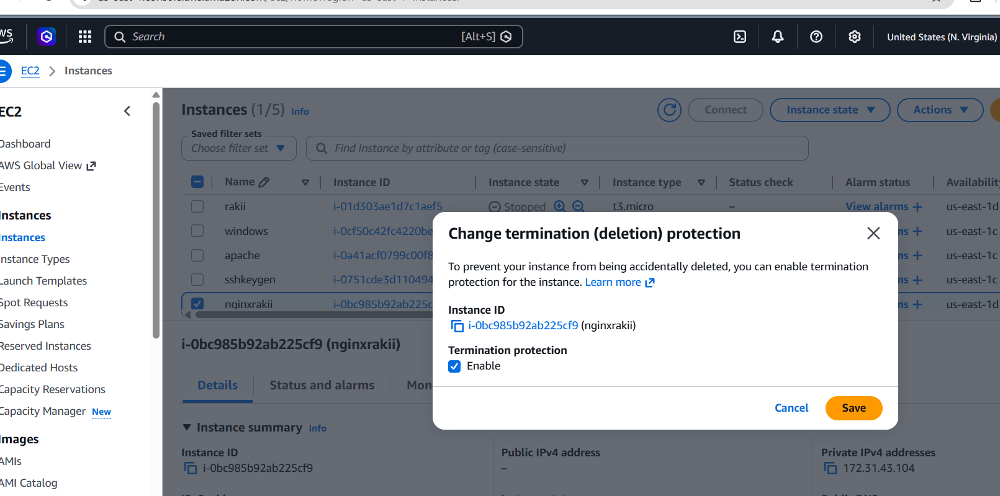 Search [Alt+S]
United States (N. Virginia)
EC2 Instances
EC2
Dashboard
AWS Global View
Events
Instances
Instances
Instance Types
Launch Templates
Spot Requests
Savings Plans
Reserved Instances
Dedicated Hosts
Capacity Reservations
Capacity Manager New
Images
AMIs
AMI Catalog
Instances (1/5) Info
Connect
Instance state
Actions
Saved filter sets
Choose filter set
Find Instance by attribute or tag (case-sensitive)
Name Instance ID Instance state Instance type Status check Alarm status Availability
rakii i-01d303ae1d7c1aef5 Stopped t3.micro – View alarms + us-east-1d
windows i-0cf50c42fc4220be ns + us-east-1c
apache i-0a41acf0799c00f8 ns + us-east-1c
sshkeygen i-0751cde3d110494 ns + us-east-1c
nginxrakii i-0bc985b92ab225c ns + us-east-1d
Change termination (deletion) protection
To prevent your instance from being accidentally deleted, you can enable termination
protection for the instance. Learn more
Instance ID
i-0bc985b92ab225cf9 (nginxrakii)
Termination protection
Enable
Cancel
Save
i-0bc985b92ab225cf9 (nginxrakii)
Details
Status and alarms
Mon
Instance summary Info
Instance ID
i-0bc985b92ab225cf9
Public IPv4 address
–
Private IPv4 addresses
172.31.43.104